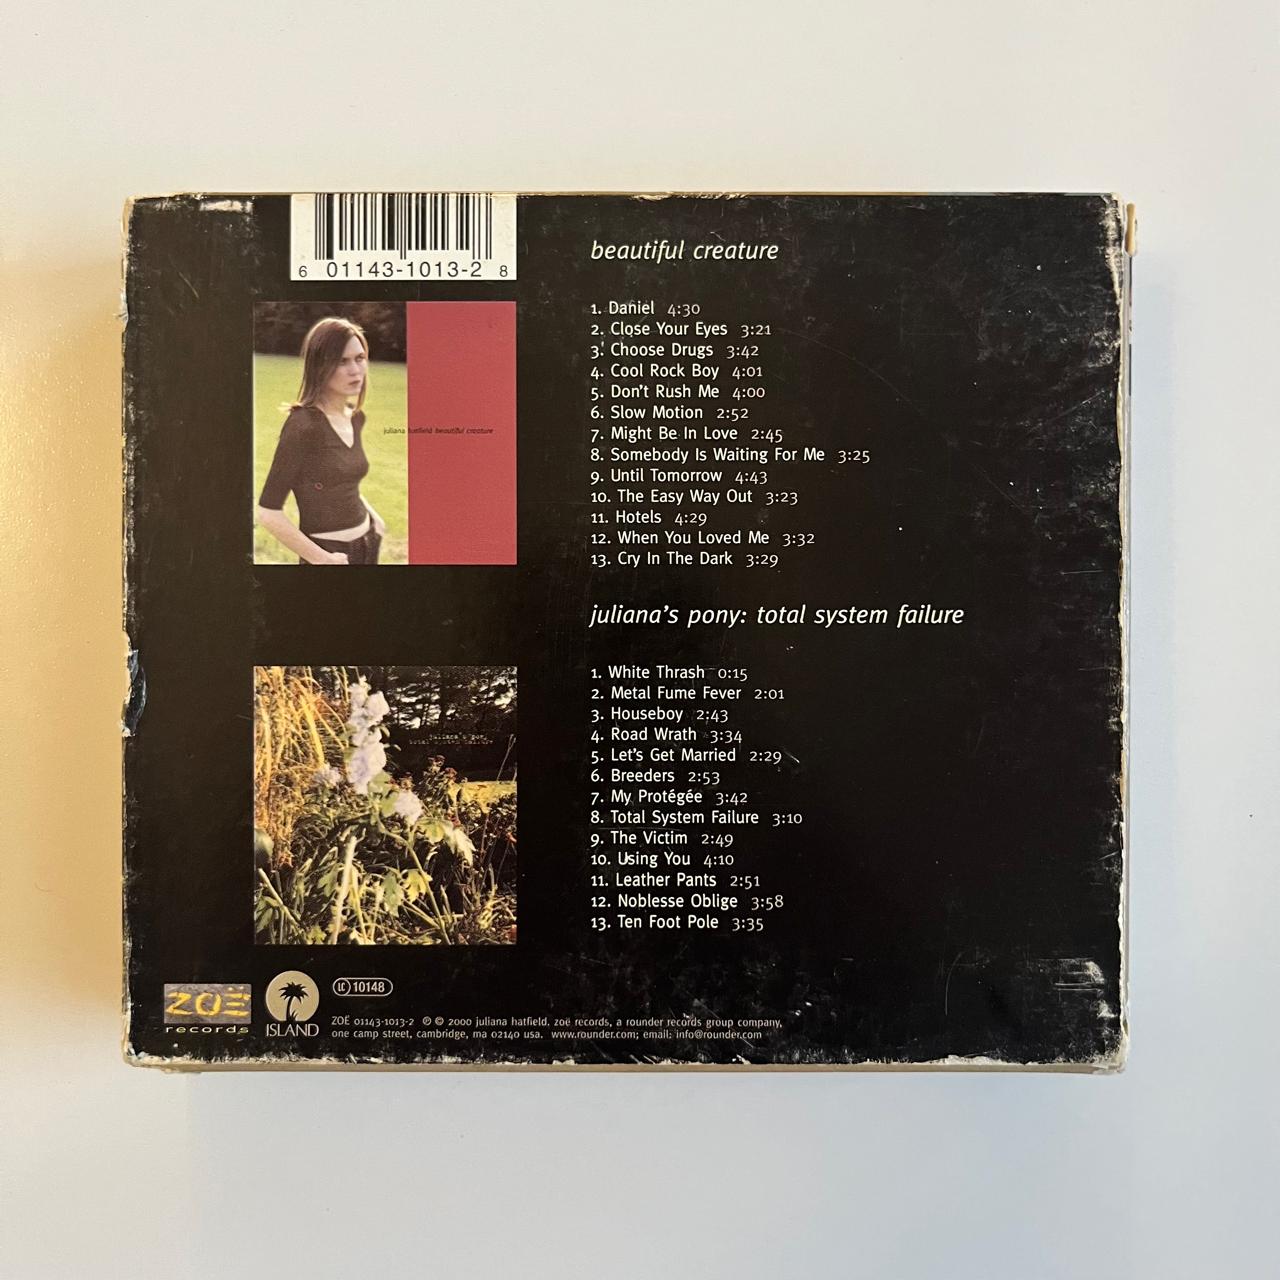 6 01143-1013-2 8
beautiful creature
1. Daniel 4:30
2. Close Your Eyes 3:21
3. Choose Drugs 3:42
4. Cool Rock Boy 4:01
5. Don't Rush Me 4:00
6. Slow Motion 2:52
7. Might Be In Love 2:45
8. Somebody Is Waiting For Me 3:25
9. Until Tomorrow 4:43
10. The Easy Way Out 3:23
11. Hotels 4:29
12. When You Loved Me 3:32
13. Cry In The Dark 3:29
juliana hatfield beautiful creature
juliana's pony: total system failure
1. White Thrash 0:15
2. Metal Fume Fever 2:01
3. Houseboy 2:43
4. Road Wrath 3:34
5. Let's Get Married 2:29
6. Breeders 2:53
7. My Protégée 3:42
8. Total System Failure 3:10
9. The Victim 2:49
10. Using You 4:10
11. Leather Pants 2:51
12. Noblesse Oblige 3:58
13. Ten Foot Pole 3:35
juliana's pony
total system failure
ZOË
records
ISLAND
LC 10148
ZOË 01143-1013-2 ℗ © 2000 juliana hatfield, zoë records, a rounder records group company,
one camp street, cambridge, ma 02140 usa. www.rounder.com; email: info@rounder.com